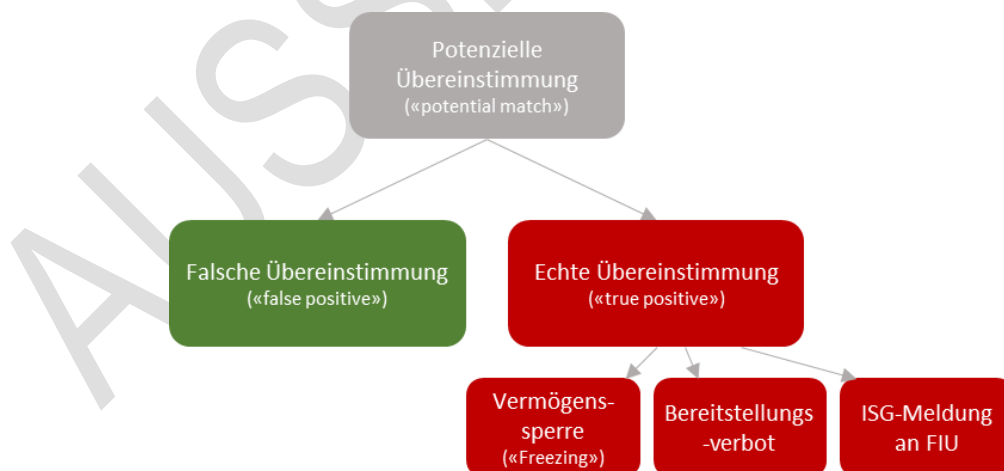 Potenzielle
Übereinstimmung
(«potential match»)
Falsche Übereinstimmung
(«false positive»)
Echte Übereinstimmung
(«true positive»)
Vermögens-
sperre
(«Freezing»)
Bereitstellungs
-verbot
ISG-Meldung
an FIU
AUSS